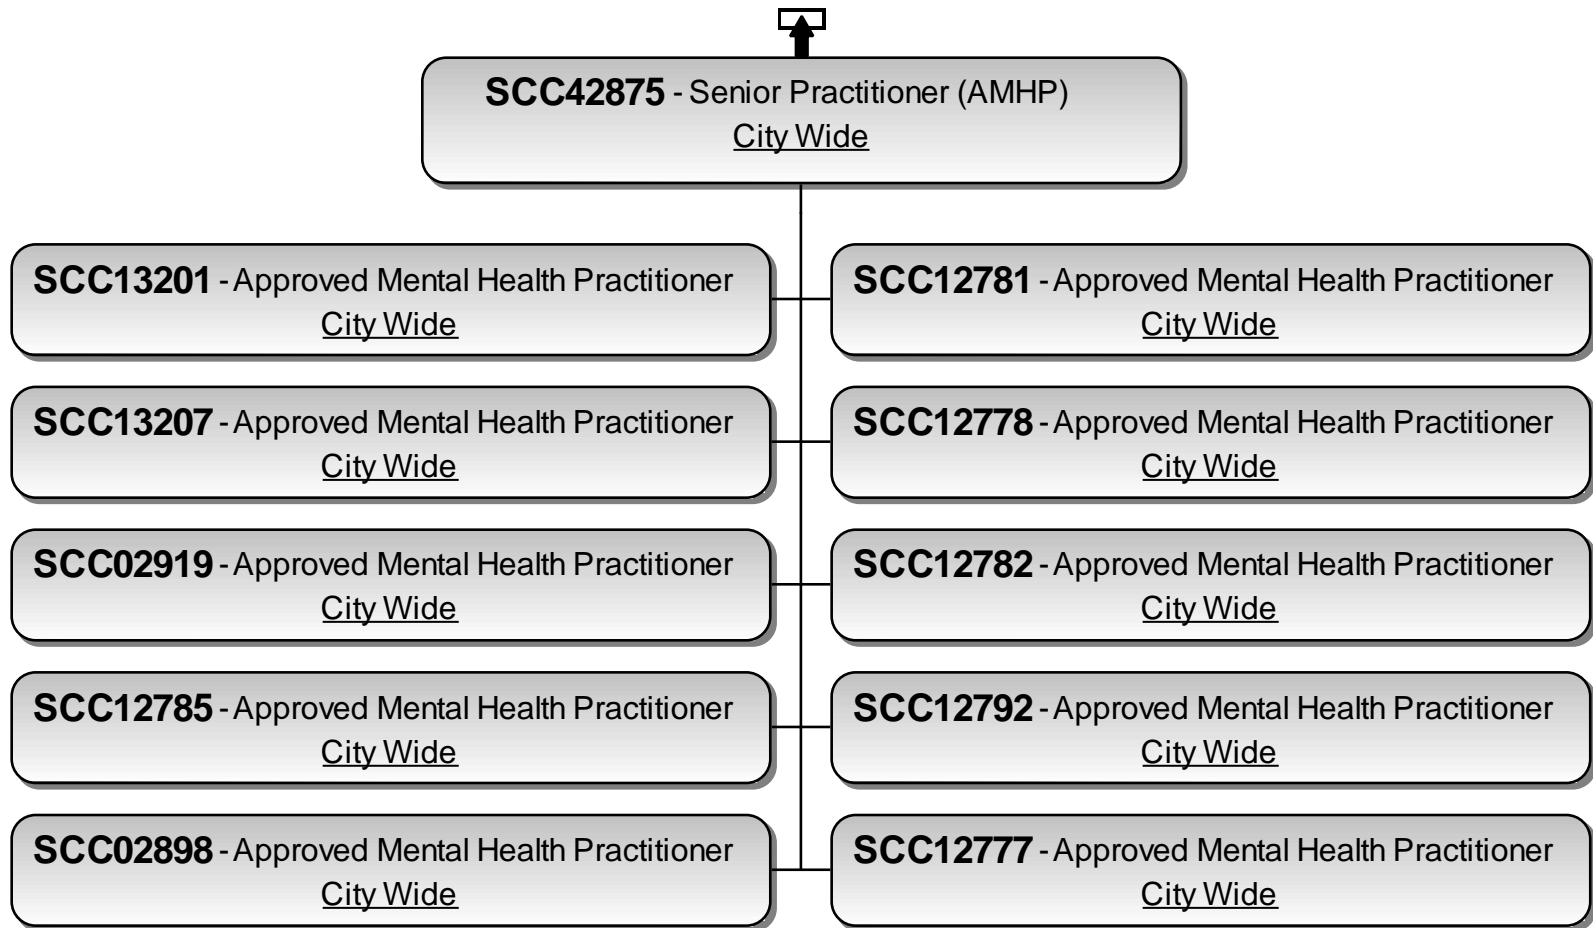 SCC42875 - Senior Practitioner (AMHP)
City Wide
SCC13201 - Approved Mental Health Practitioner
City Wide
SCC12781 - Approved Mental Health Practitioner
City Wide
SCC13207 - Approved Mental Health Practitioner
City Wide
SCC12778 - Approved Mental Health Practitioner
City Wide
SCC02919 - Approved Mental Health Practitioner
City Wide
SCC12782 - Approved Mental Health Practitioner
City Wide
SCC12785 - Approved Mental Health Practitioner
City Wide
SCC12792 - Approved Mental Health Practitioner
City Wide
SCC02898 - Approved Mental Health Practitioner
City Wide
SCC12777 - Approved Mental Health Practitioner
City Wide